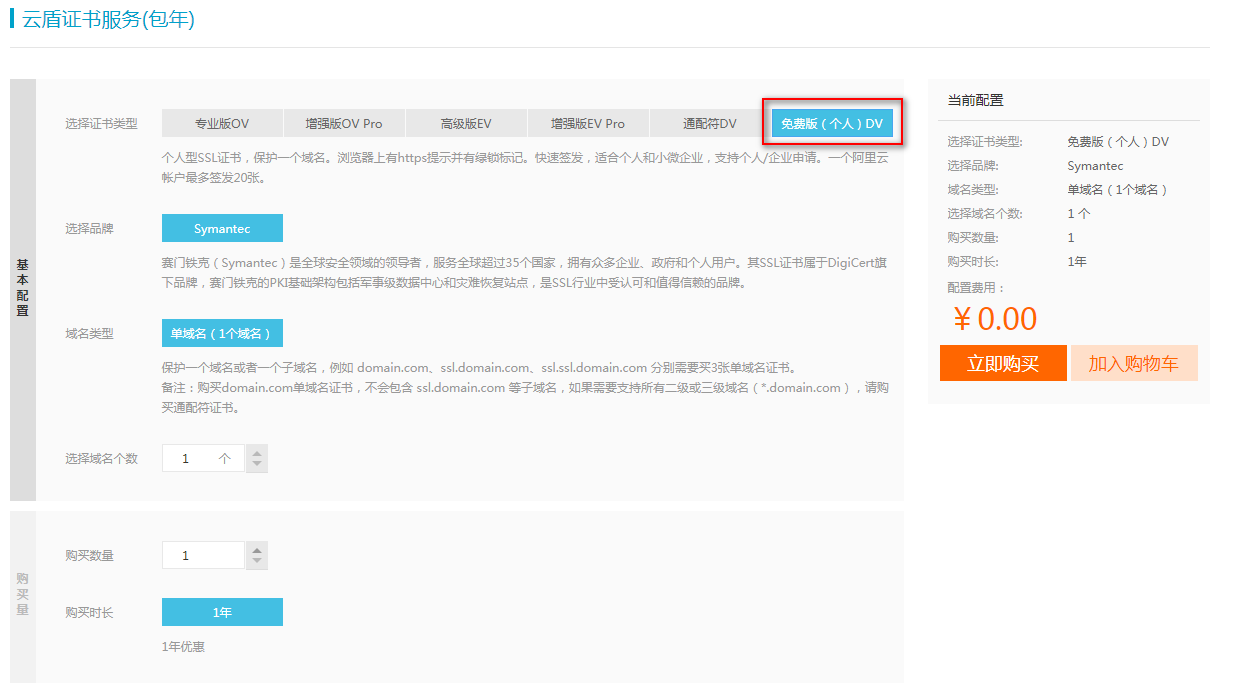 云盾证书服务(包年)
选择证书类型
专业版OV
增强版OV Pro
高级版EV
增强版EV Pro
通配符DV
免费版（个人）DV
个人型SSL证书，保护一个域名。浏览器上有https提示并有绿锁标记。快速签发，适合个人和小微企业，支持个人/企业申请。一个阿里云
帐户最多签发20张。
选择品牌
Symantec
赛门铁克（Symantec）是全球安全领域的领导者，服务全球超过35个国家，拥有众多企业、政府和个人用户。其SSL证书属于DigiCert旗
下品牌，赛门铁克的PKI基础架构包括军事级数据中心和灾难恢复站点，是SSL行业中受认可和值得信赖的品牌。
基本配置
域名类型
单域名（1个域名）
保护一个域名或者一个子域名，例如 domain.com、ssl.domain.com、ssl.ssl.domain.com 分别需要买3张单域名证书。
备注：购买domain.com单域名证书，不会包含 ssl.domain.com 等子域名，如果需要支持所有二级或三级域名（*.domain.com），请购
买通配符证书。
选择域名个数
1 个
购买量
购买数量
1
购买时长
1年
1年优惠
当前配置
选择证书类型: 免费版（个人）DV
选择品牌: Symantec
域名类型: 单域名（1个域名）
选择域名个数: 1 个
购买数量: 1
购买时长: 1年
配置费用：
￥0.00
立即购买
加入购物车